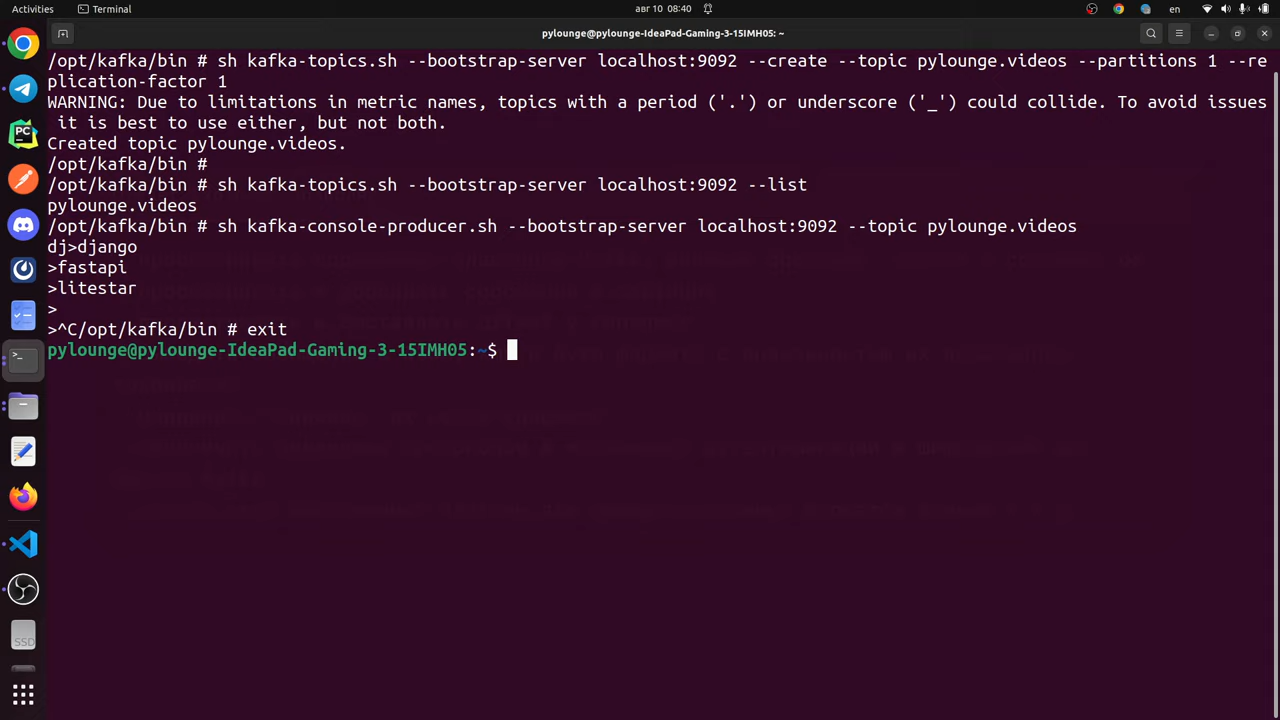 Activities
Terminal
авг 10 08:40
en
pylounge@pylounge-IdeaPad-Gaming-3-15IMH05: ~
/opt/kafka/bin # sh kafka-topics.sh --bootstrap-server localhost:9092 --create --topic pylounge.videos --partitions 1 --re
plication-factor 1
WARNING: Due to limitations in metric names, topics with a period ('.') or underscore ('_') could collide. To avoid issues
it is best to use either, but not both.
Created topic pylounge.videos.
/opt/kafka/bin #
/opt/kafka/bin # sh kafka-topics.sh --bootstrap-server localhost:9092 --list
pylounge.videos
/opt/kafka/bin # sh kafka-console-producer.sh --bootstrap-server localhost:9092 --topic pylounge.videos
dj>django
>fastapi
>litestar
>
>^C/opt/kafka/bin # exit
pylounge@pylounge-IdeaPad-Gaming-3-15IMH05:~$
PC
SSD